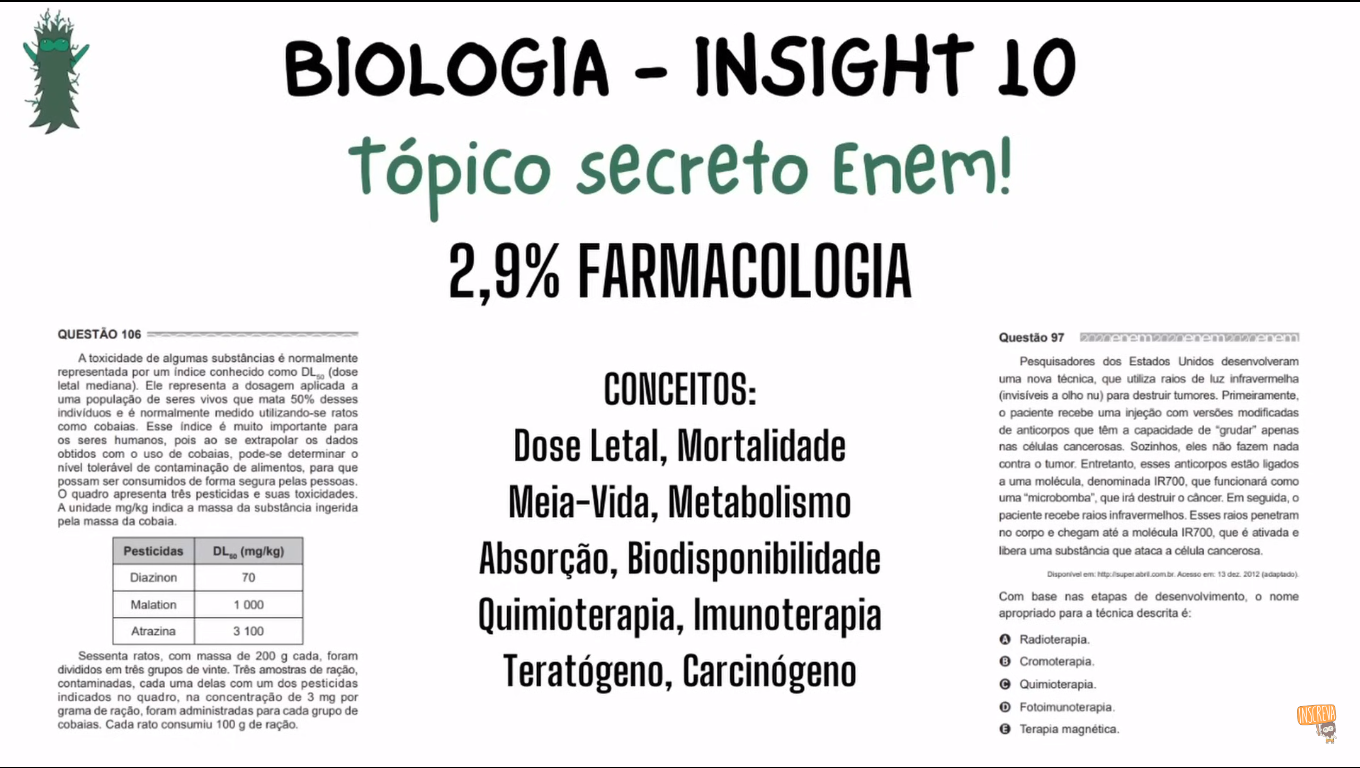 BIOLOGIA - INSIGHT 10
Tópico secreto Enem!
2,9% FARMACOLOGIA
QUESTÃO 106
A toxicidade de algumas substâncias é normalmente
representada por um índice conhecido como DL50 (dose
letal mediana). Ele representa a dosagem aplicada a
uma população de seres vivos que mata 50% desses
indivíduos e é normalmente medido utilizando-se ratos
como cobaias. Esse índice é muito importante para
os seres humanos, pois ao se extrapolar os dados
obtidos com o uso de cobaias, pode-se determinar o
nível tolerável de contaminação de alimentos, para que
possam ser consumidos de forma segura pelas pessoas.
O quadro apresenta três pesticidas e suas toxicidades.
A unidade mg/kg indica a massa da substância ingerida
pela massa da cobaia.
Pesticidas DL50 (mg/kg)
Diazinon 70
Malation 1 000
Atrazina 3 100
Sessenta ratos, com massa de 200 g cada, foram
divididos em três grupos de vinte. Três amostras de ração,
contaminadas, cada uma delas com um dos pesticidas
indicados no quadro, na concentração de 3 mg por
grama de ração, foram administradas para cada grupo de
cobaias. Cada rato consumiu 100 g de ração.
CONCEITOS:
Dose Letal, Mortalidade
Meia-Vida, Metabolismo
Absorção, Biodisponibilidade
Quimioterapia, Imunoterapia
Teratógeno, Carcinógeno
Questão 97 enem enem enem
Pesquisadores dos Estados Unidos desenvolveram
uma nova técnica, que utiliza raios de luz infravermelha
(invisíveis a olho nu) para destruir tumores. Primeiramente,
o paciente recebe uma injeção com versões modificadas
de anticorpos que têm a capacidade de “grudar” apenas
nas células cancerosas. Sozinhos, eles não fazem nada
contra o tumor. Entretanto, esses anticorpos estão ligados
a uma molécula, denominada IR700, que funcionará como
uma “microbomba”, que irá destruir o câncer. Em seguida, o
paciente recebe raios infravermelhos. Esses raios penetram
no corpo e chegam até a molécula IR700, que é ativada e
libera uma substância que ataca a célula cancerosa.
Disponível em: http://super.abril.com.br. Acesso em: 13 dez. 2012 (adaptado).
Com base nas etapas de desenvolvimento, o nome
apropriado para a técnica descrita é:
A Radioterapia.
B Cromoterapia.
C Quimioterapia.
D Fotoimunoterapia.
E Terapia magnética.
INSCREVA